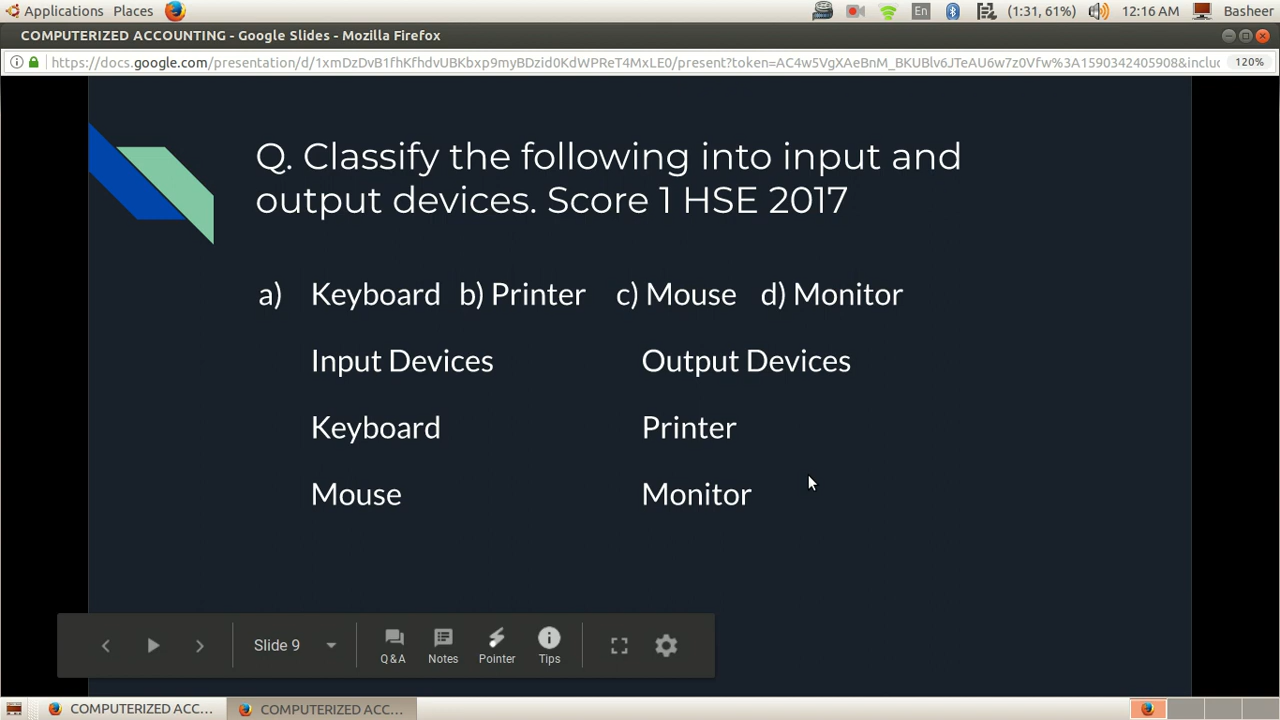 Applications Places En (1:31, 61%) 12:16 AM Basheer
COMPUTERIZED ACCOUNTING - Google Slides - Mozilla Firefox
https://docs.google.com/presentation/d/1xmDzDvB1fhKfhdvUBKbxp9myBDzid0KdWPReT4MxLE0/present?token=AC4w5VgXAeBnM_BKUBlv6JTeAU6w7z0Vfw%3A1590342405908&inclu 120%
Q. Classify the following into input and
output devices. Score 1 HSE 2017
a) Keyboard b) Printer c) Mouse d) Monitor
Input Devices Output Devices
Keyboard Printer
Mouse Monitor
Slide 9 Q&A Notes Pointer Tips
COMPUTERIZED ACC... COMPUTERIZED ACC...